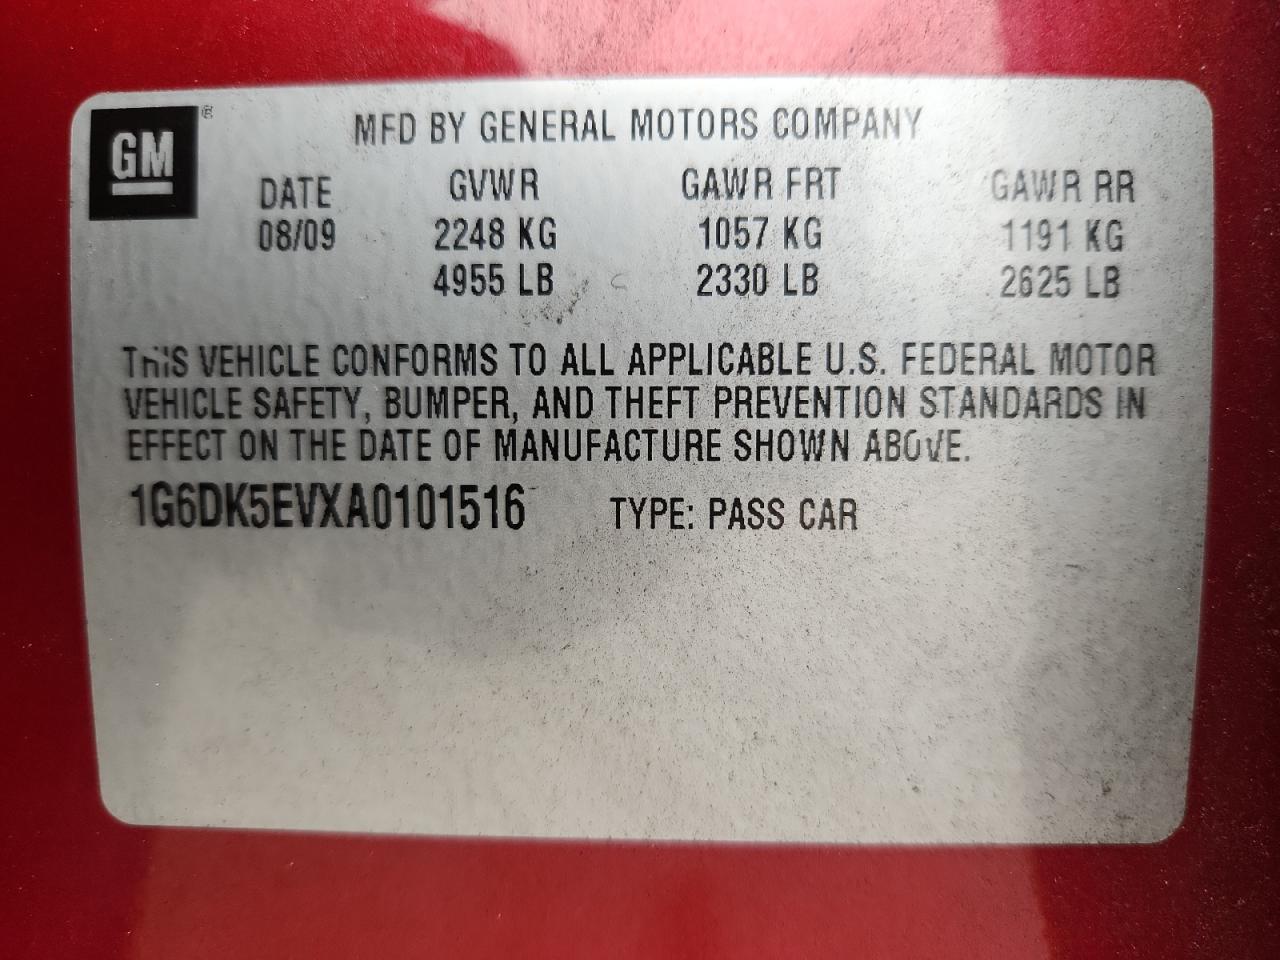 GM ®
MFD BY GENERAL MOTORS COMPANY
DATE GVWR GAWR FRT GAWR RR
08/09 2248 KG 1057 KG 1191 KG
4955 LB 2330 LB 2625 LB
THIS VEHICLE CONFORMS TO ALL APPLICABLE U.S. FEDERAL MOTOR
VEHICLE SAFETY, BUMPER, AND THEFT PREVENTION STANDARDS IN
EFFECT ON THE DATE OF MANUFACTURE SHOWN ABOVE.
1G6DK5EVXA0101516 TYPE: PASS CAR